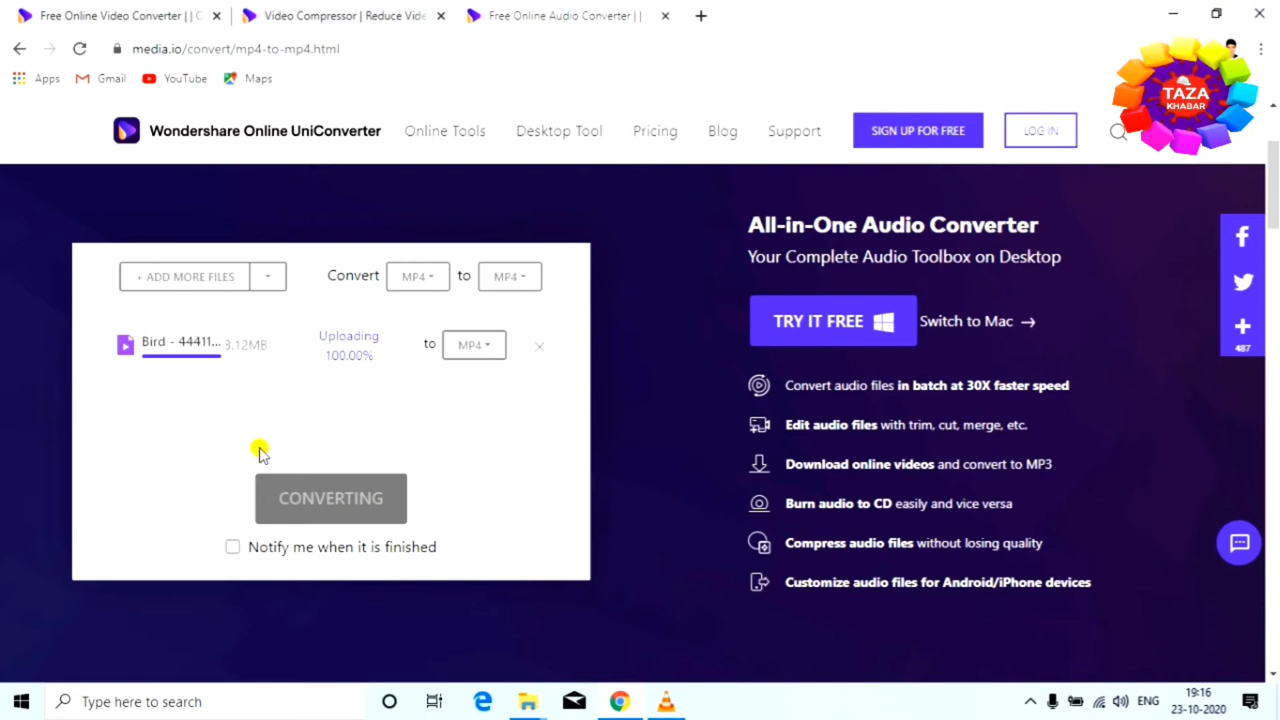 Free Online Video Converter | | C
Video Compressor | Reduce Vide
Free Online Audio Converter | |
media.io/convert/mp4-to-mp4.html
Apps
Gmail
YouTube
Maps
TAZA
KHABAR
Wondershare Online UniConverter
Online Tools
Desktop Tool
Pricing
Blog
Support
SIGN UP FOR FREE
LOG IN
+ ADD MORE FILES
Convert
MP4
to
MP4
Bird - 44411...
3.12MB
Uploading
100.00%
to
MP4
CONVERTING
Notify me when it is finished
All-in-One Audio Converter
Your Complete Audio Toolbox on Desktop
TRY IT FREE
Switch to Mac →
Convert audio files in batch at 30X faster speed
Edit audio files with trim, cut, merge, etc.
Download online videos and convert to MP3
Burn audio to CD easily and vice versa
Compress audio files without losing quality
Customize audio files for Android/iPhone devices
487
Type here to search
ENG
19:16
23-10-2020